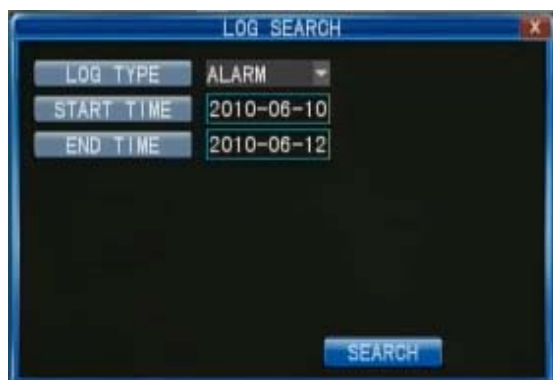 LOG SEARCH X
LOG TYPE ALARM
START TIME 2010-06-10
END TIME 2010-06-12
SEARCH